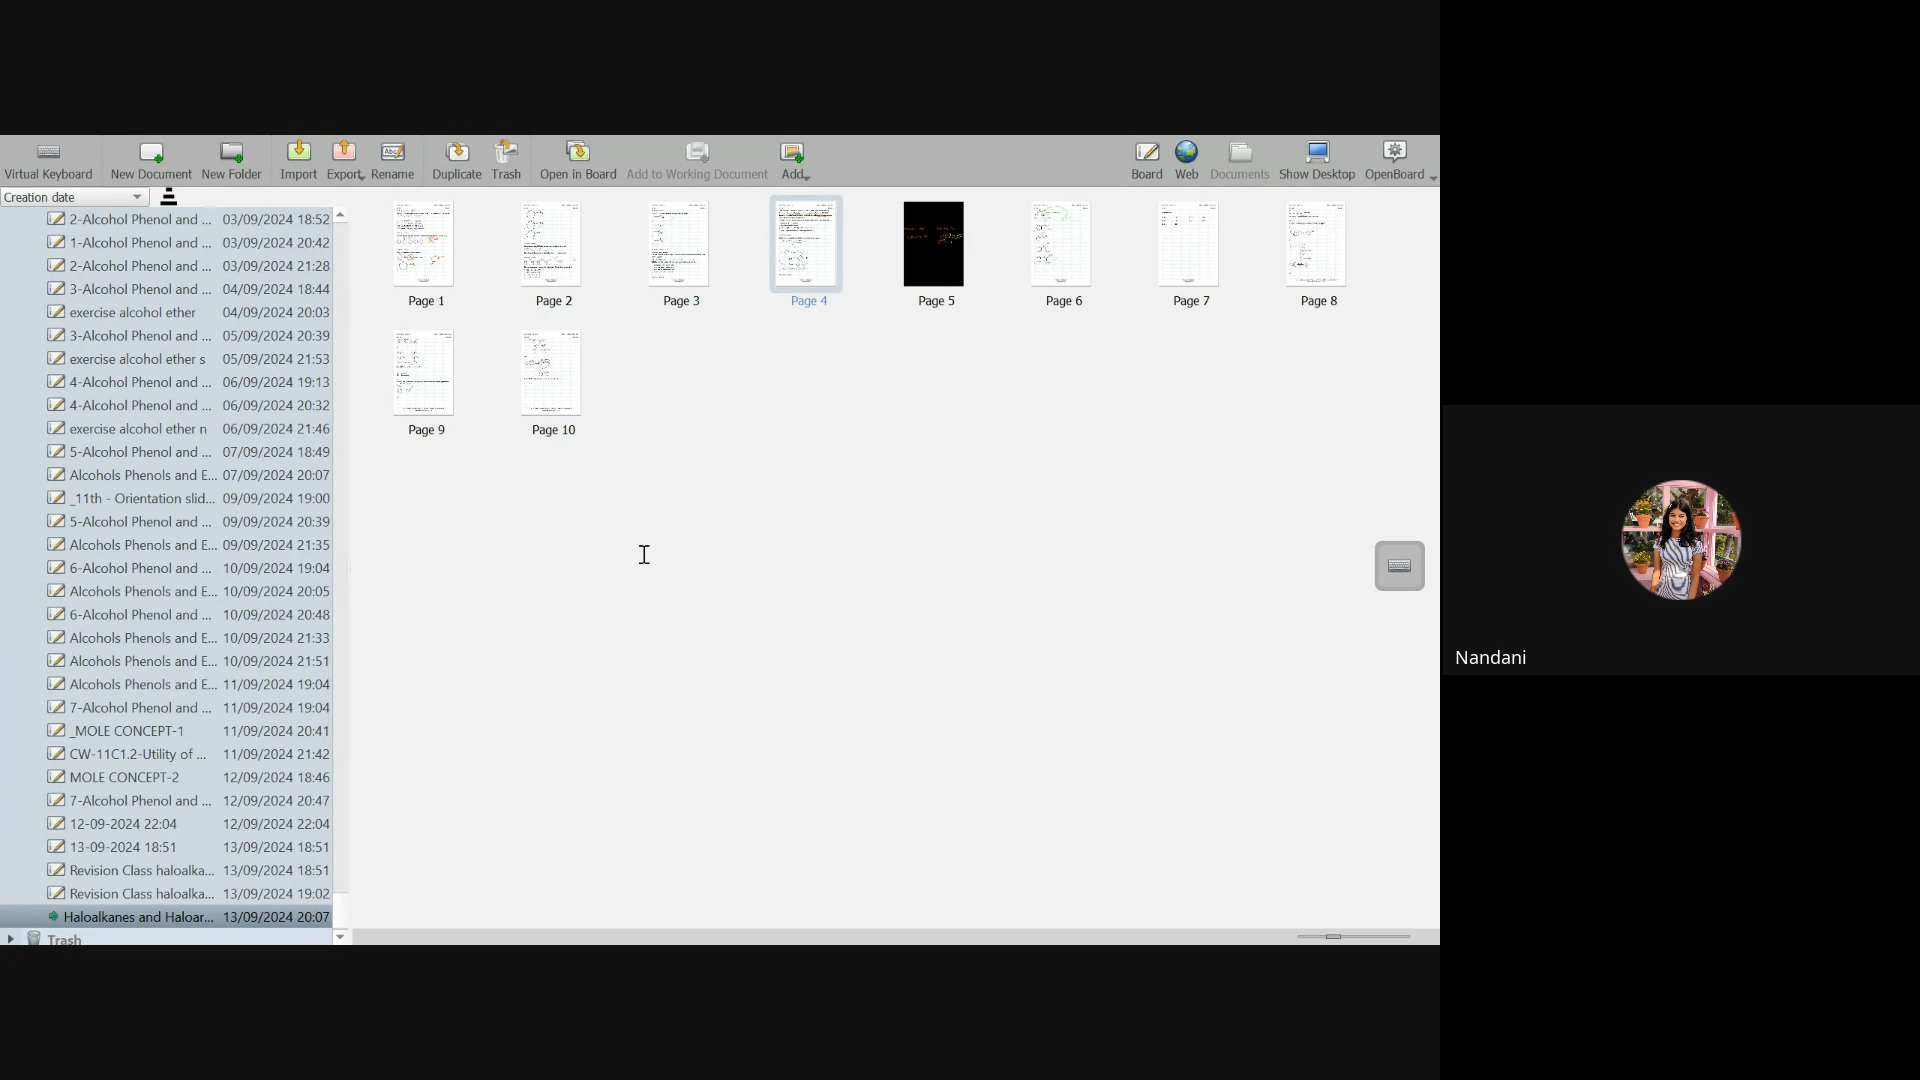 Virtual Keyboard New Document New Folder Import Export Rename Duplicate Trash Open in Board Add to Working Document Add Board Web Documents Show Desktop OpenBoard
Creation date
2-Alcohol Phenol and ... 03/09/2024 18:52
1-Alcohol Phenol and ... 03/09/2024 20:42
2-Alcohol Phenol and ... 03/09/2024 21:28
3-Alcohol Phenol and ... 04/09/2024 18:44
exercise alcohol ether 04/09/2024 20:03
3-Alcohol Phenol and ... 05/09/2024 20:39
exercise alcohol ether s 05/09/2024 21:53
4-Alcohol Phenol and ... 06/09/2024 19:13
4-Alcohol Phenol and ... 06/09/2024 20:32
exercise alcohol ether n 06/09/2024 21:46
5-Alcohol Phenol and ... 07/09/2024 18:49
Alcohols Phenols and E... 07/09/2024 20:07
_11th - Orientation slid... 09/09/2024 19:00
5-Alcohol Phenol and ... 09/09/2024 20:39
Alcohols Phenols and E... 09/09/2024 21:35
6-Alcohol Phenol and ... 10/09/2024 19:04
Alcohols Phenols and E... 10/09/2024 20:05
6-Alcohol Phenol and ... 10/09/2024 20:48
Alcohols Phenols and E... 10/09/2024 21:33
Alcohols Phenols and E... 10/09/2024 21:51
Alcohols Phenols and E... 11/09/2024 19:04
7-Alcohol Phenol and ... 11/09/2024 19:04
_MOLE CONCEPT-1 11/09/2024 20:41
CW-11C1.2-Utility of ... 11/09/2024 21:42
MOLE CONCEPT-2 12/09/2024 18:46
7-Alcohol Phenol and ... 12/09/2024 20:47
12-09-2024 22:04 12/09/2024 22:04
13-09-2024 18:51 13/09/2024 18:51
Revision Class haloalka... 13/09/2024 18:51
Revision Class haloalka... 13/09/2024 19:02
Haloalkanes and Haloar... 13/09/2024 20:07
Trash
Page 1 Page 2 Page 3 Page 4 Page 5 Page 6 Page 7 Page 8
Page 9 Page 10
Nandani